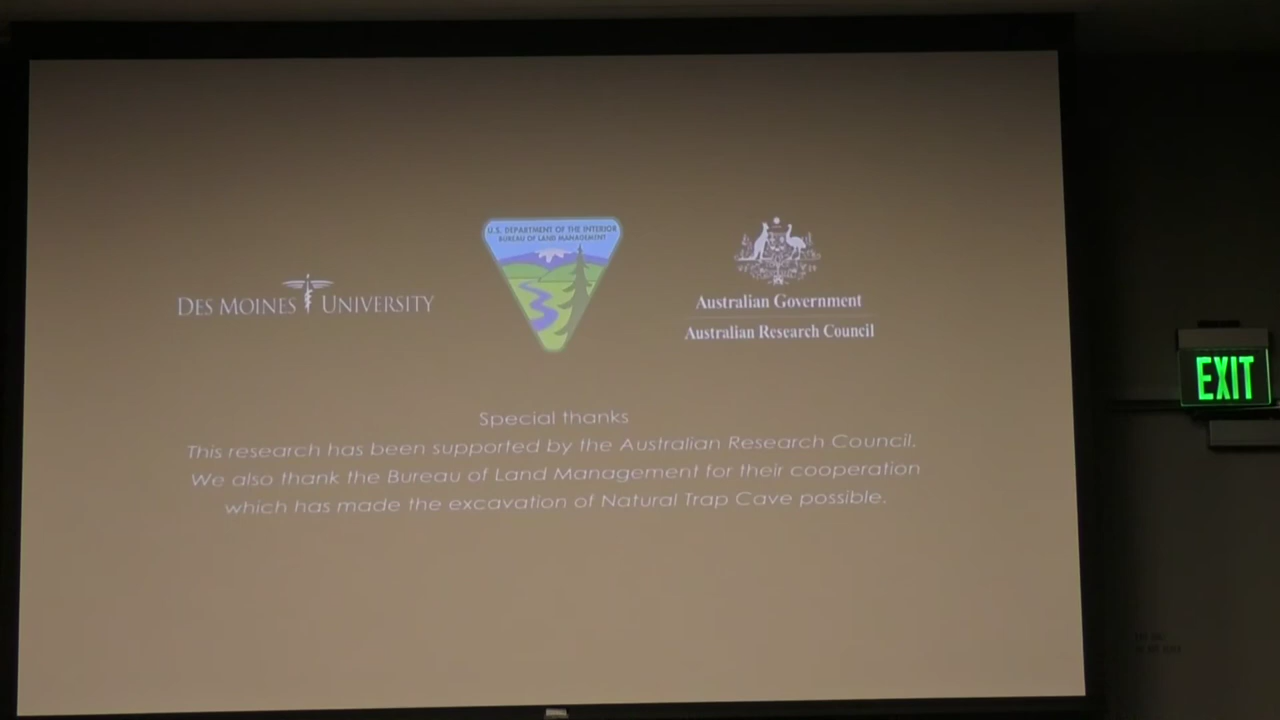 U.S. DEPARTMENT OF THE INTERIOR
BUREAU OF LAND MANAGEMENT
DES MOINES UNIVERSITY
Australian Government
Australian Research Council
EXIT
Special thanks
This research has been supported by the Australian Research Council.
We also thank the Bureau of Land Management for their cooperation
which has made the excavation of Natural Trap Cave possible.